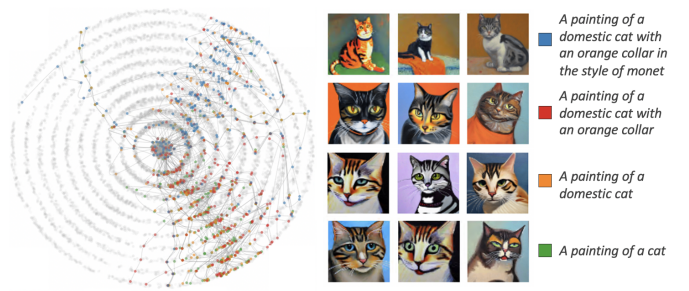 A painting of a
domestic cat with
an orange collar in
the style of monet
A painting of a
domestic cat with
an orange collar
A painting of a
domestic cat
A painting of a cat